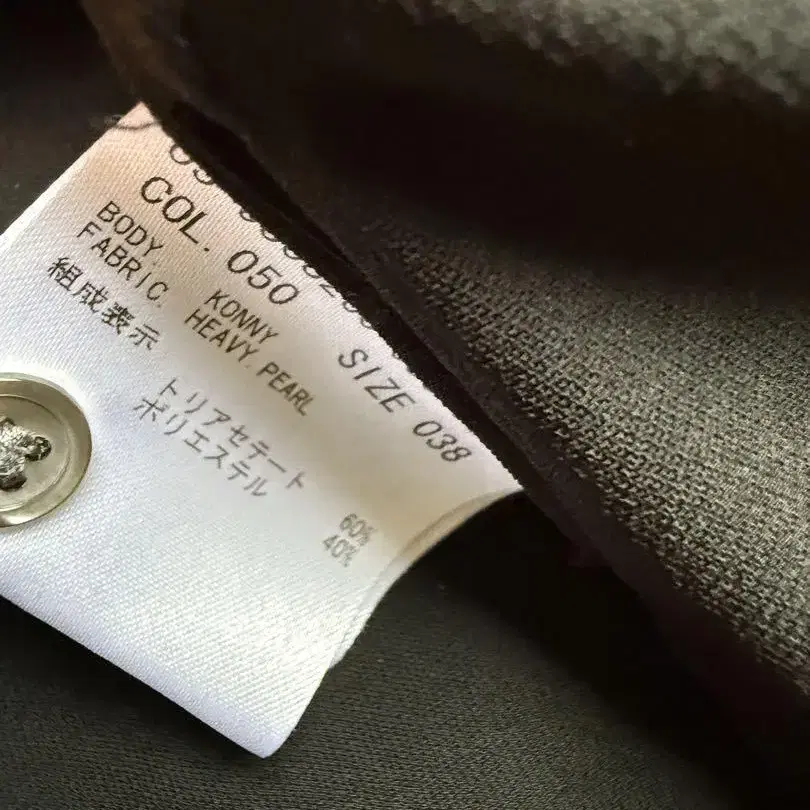 COL. 050 SIZE 038
BODY. KONNY
FABRIC. HEAVY.PEARL
組成表示
トリアセテート 60%
ポリエステル 40%